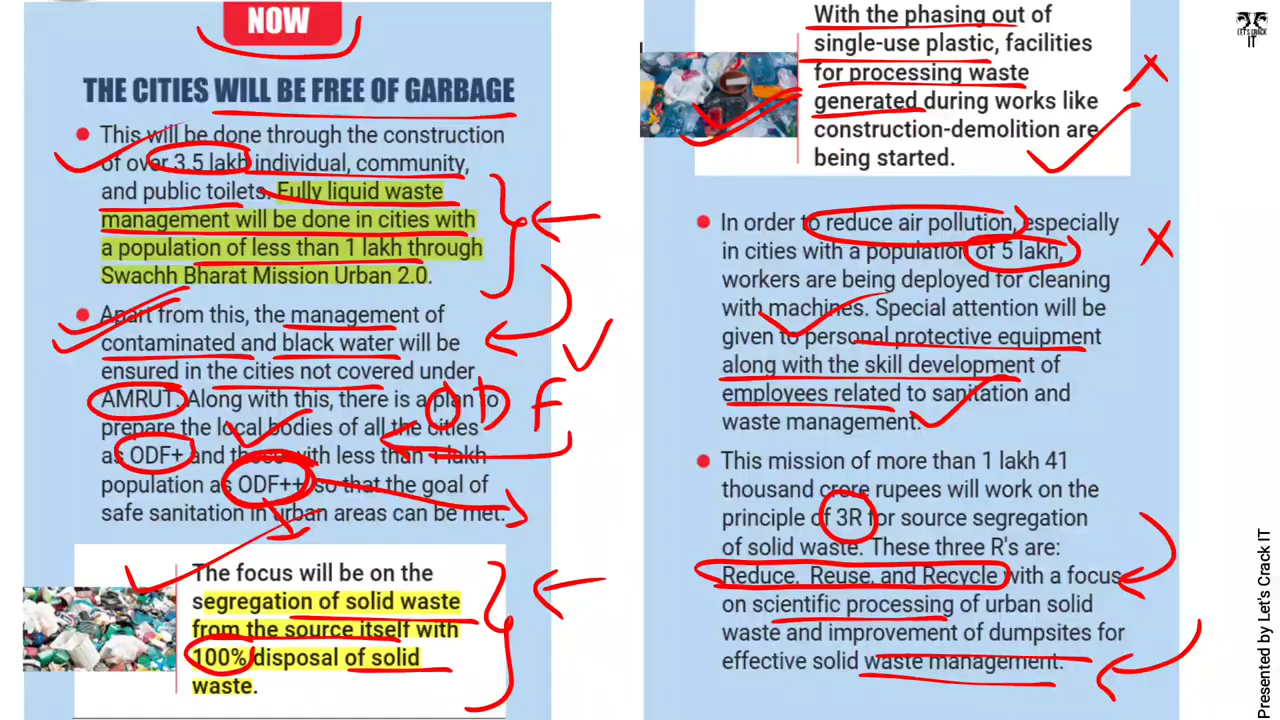 NOW
THE CITIES WILL BE FREE OF GARBAGE
This will be done through the construction
of over 3.5 lakh individual, community,
and public toilets. Fully liquid waste
management will be done in cities with
a population of less than 1 lakh through
Swachh Bharat Mission Urban 2.0.
Apart from this, the management of
contaminated and black water will be
ensured in the cities not covered under
AMRUT. Along with this, there is a plan to
prepare the local bodies of all the cities
as ODF+ and those with less than 1 lakh
population as ODF++ so that the goal of
safe sanitation in urban areas can be met.
ODF
The focus will be on the
segregation of solid waste
from the source itself with
100% disposal of solid
waste.
With the phasing out of
single-use plastic, facilities
for processing waste
generated during works like
construction-demolition are
being started.
In order to reduce air pollution, especially
in cities with a population of 5 lakh,
workers are being deployed for cleaning
with machines. Special attention will be
given to personal protective equipment
along with the skill development of
employees related to sanitation and
waste management.
This mission of more than 1 lakh 41
thousand crore rupees will work on the
principle of 3R for source segregation
of solid waste. These three R's are:
Reduce, Reuse, and Recycle with a focus
on scientific processing of urban solid
waste and improvement of dumpsites for
effective solid waste management.
LET'S CRACK
IT
Presented by Let's Crack IT